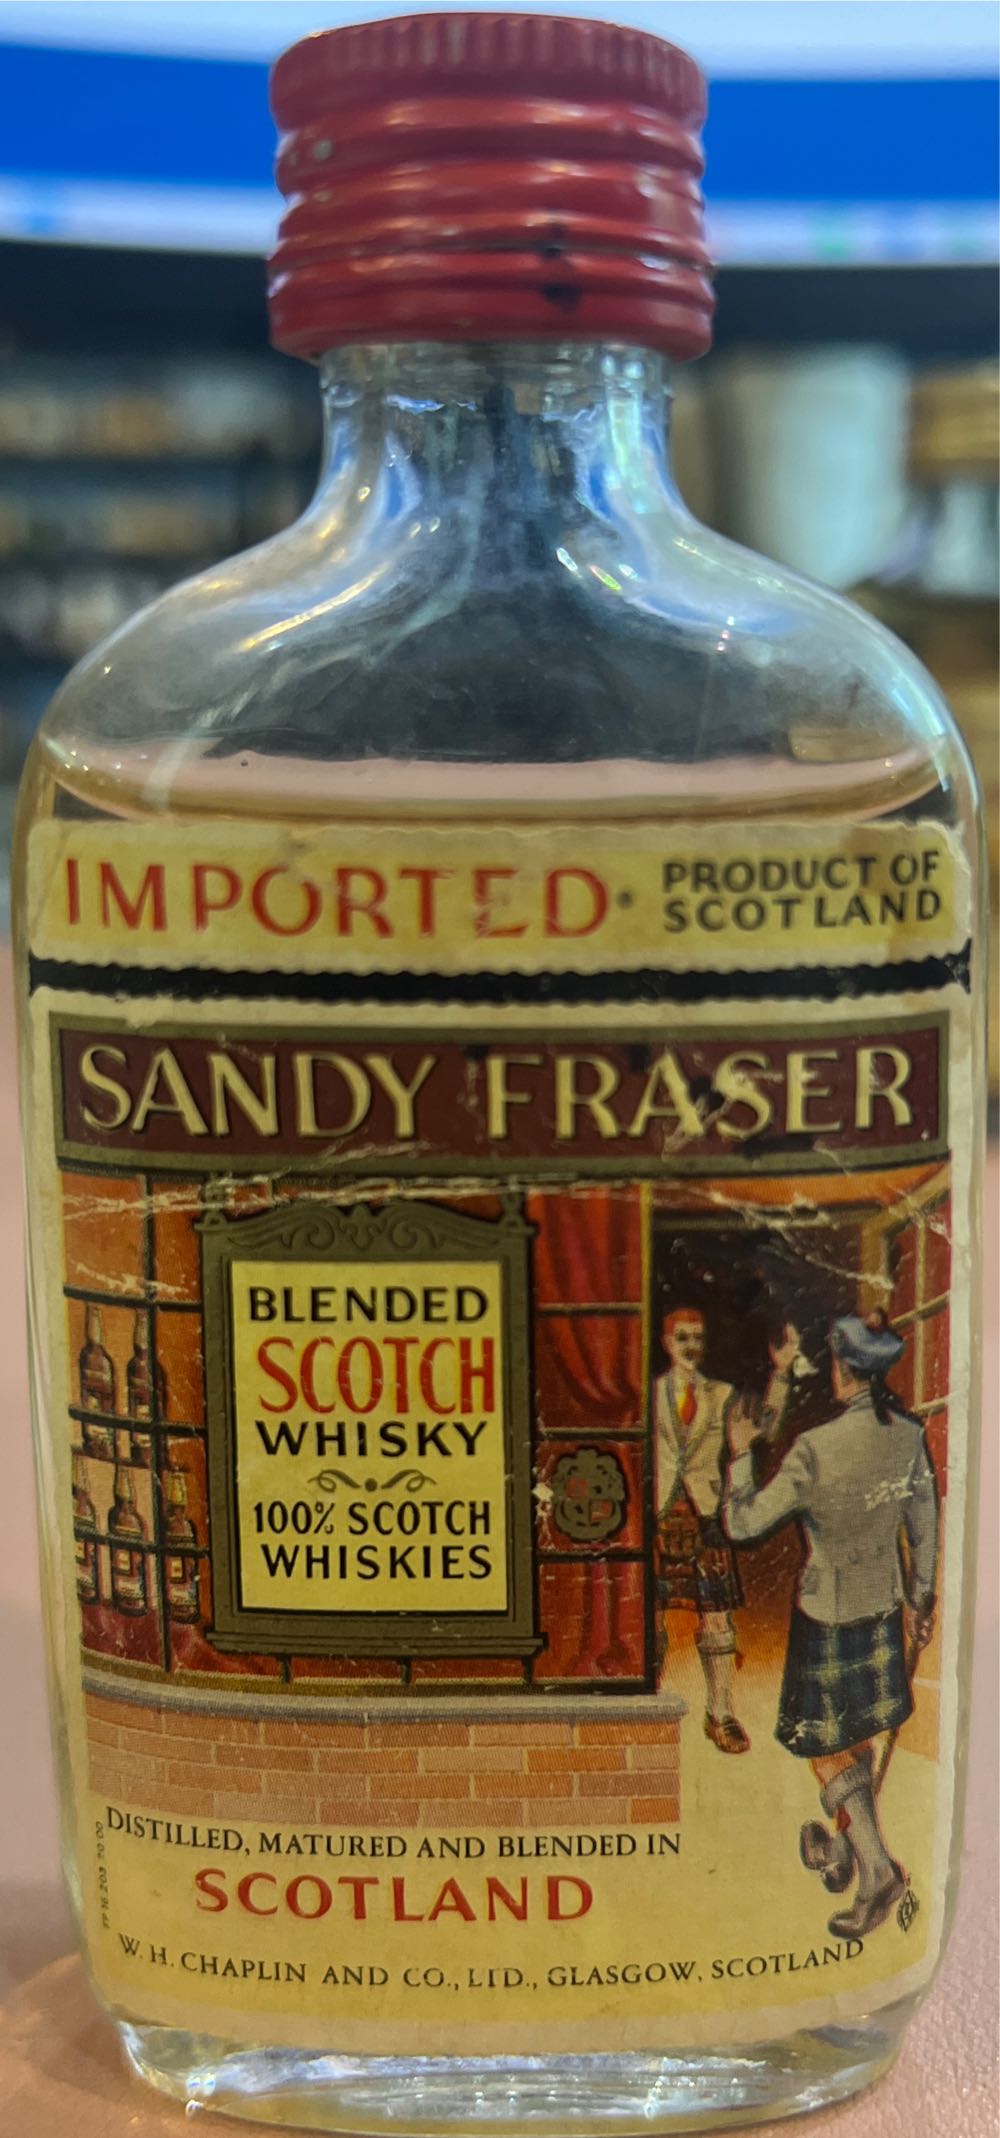 IMPORTED· PRODUCT OF
SCOTLAND
SANDY FRASER
BLENDED
SCOTCH
WHISKY
100% SCOTCH
WHISKIES
DISTILLED, MATURED AND BLENDED IN
SCOTLAND
W. H. CHAPLIN AND CO., LTD., GLASGOW, SCOTLAND